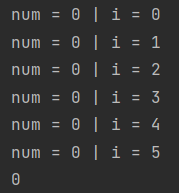 num = 0 | i = 0
num = 0 | i = 1
num = 0 | i = 2
num = 0 | i = 3
num = 0 | i = 4
num = 0 | i = 5
0